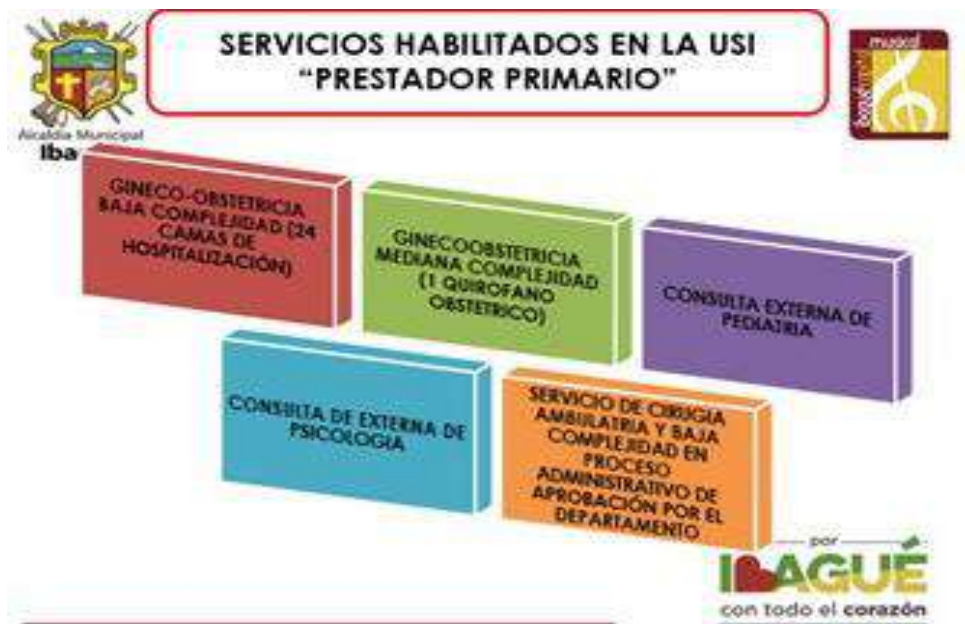 SERVICIOS HABILITADOS EN LA USI
“PRESTADOR PRIMARIO”
musical
Alcaldía Municipal
Iba
GINECO-OBSTETRICIA
BAJA COMPLEJIDAD (24
CAMAS DE
HOSPITALIZACIÓN)
GINECOOBSTETRICIA
MEDIANA COMPLEJIDAD
(1 QUIROFANO
OBSTETRICO)
CONSULTA EXTERNA DE
PEDIATRIA
CONSULTA DE EXTERNA DE
PSICOLOGIA
SERVICIO DE CIRUGIA
AMBULATRIA Y BAJA
COMPLEJIDAD EN
PROCESO
ADMINISTRATIVO DE
APROBACIÓN POR EL
DEPARTAMENTO
por
IBAGUÉ
con todo el corazón